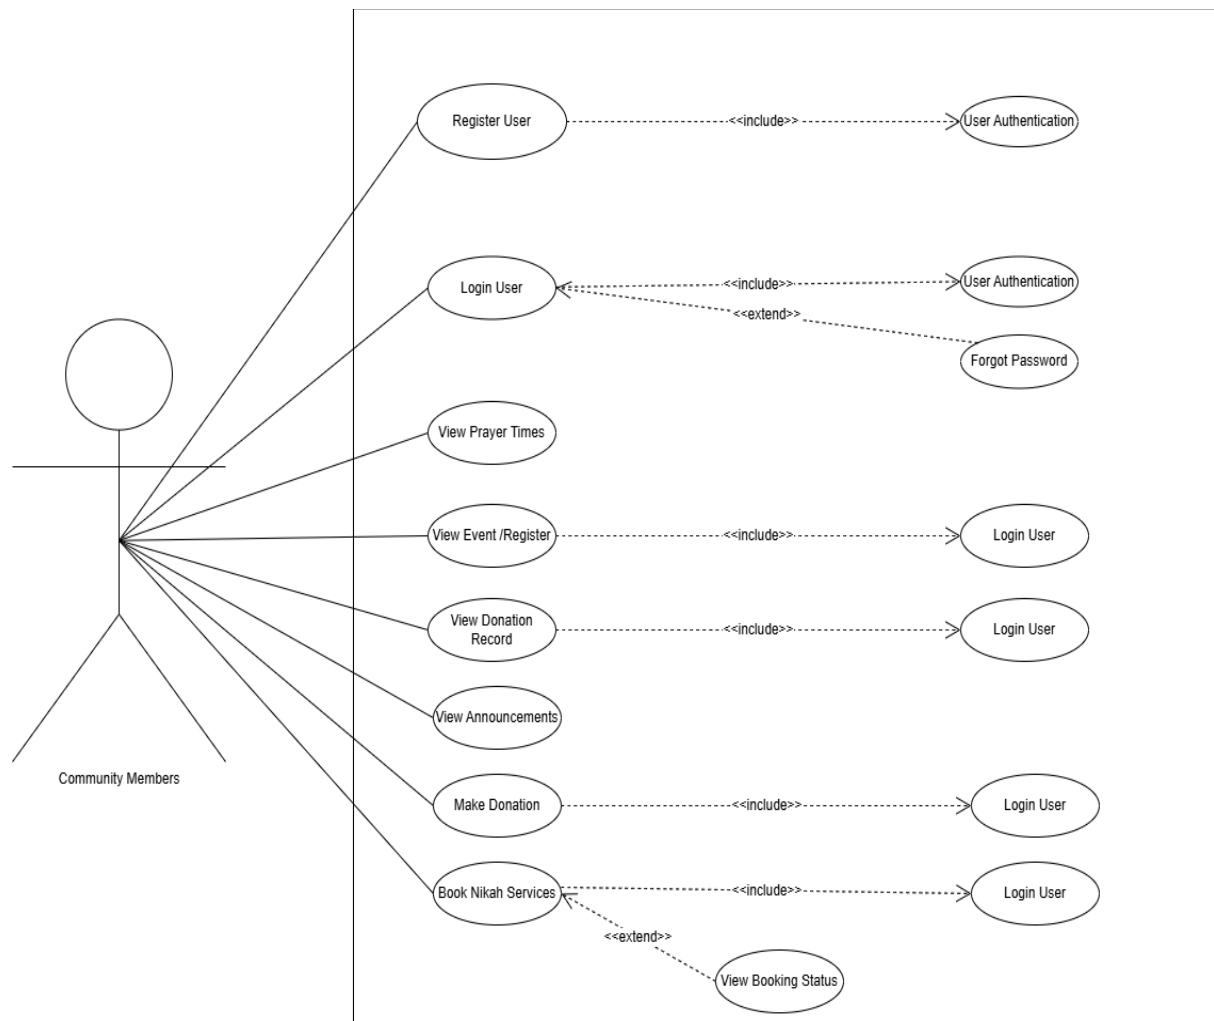 Register User
<<include>>
User Authentication
Login User
<<include>>
User Authentication
<<extend>>
Forgot Password
View Prayer Times
View Event /Register
<<include>>
Login User
View Donation
Record
<<include>>
Login User
View Announcements
Community Members
Make Donation
<<include>>
Login User
Book Nikah Services
<<include>>
Login User
<<extend>>
View Booking Status